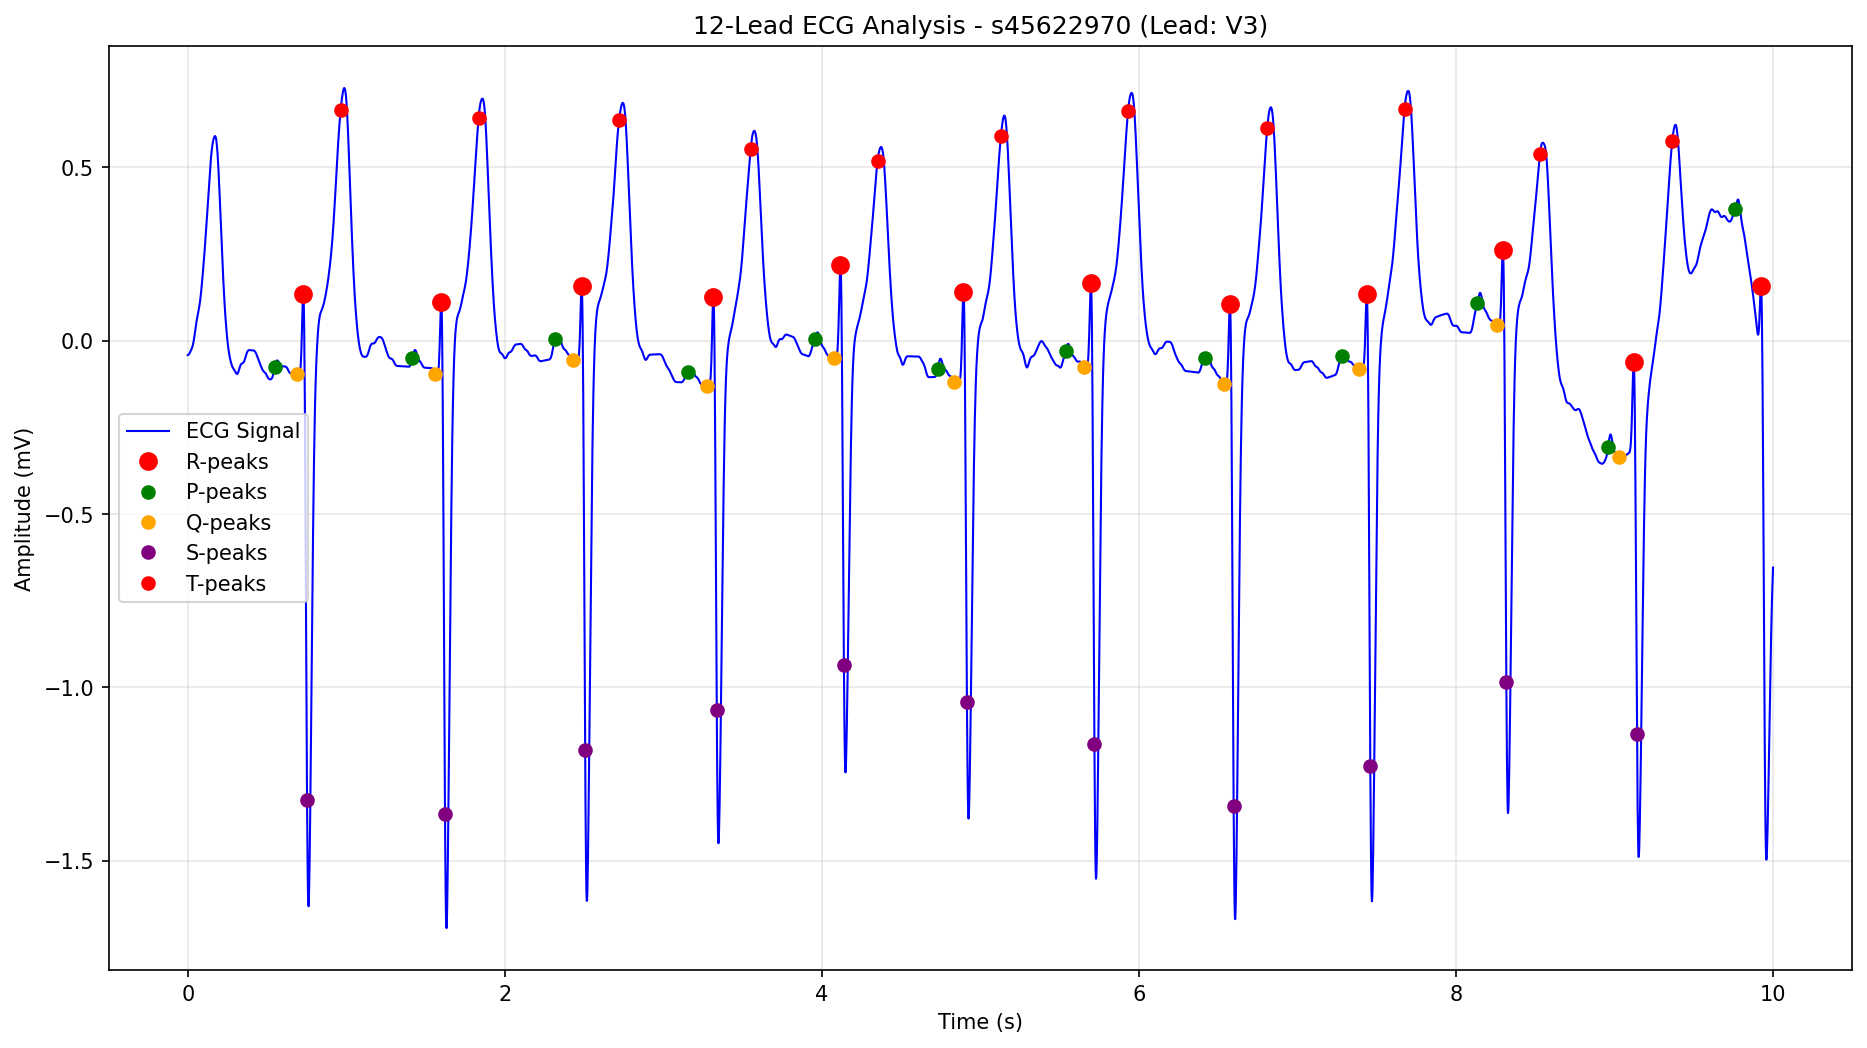 12-Lead ECG Analysis - s45622970 (Lead: V3)
Amplitude (mV)
0.5
0.0
−0.5
−1.0
−1.5
ECG Signal
R-peaks
P-peaks
Q-peaks
S-peaks
T-peaks
0 2 4 6 8 10
Time (s)